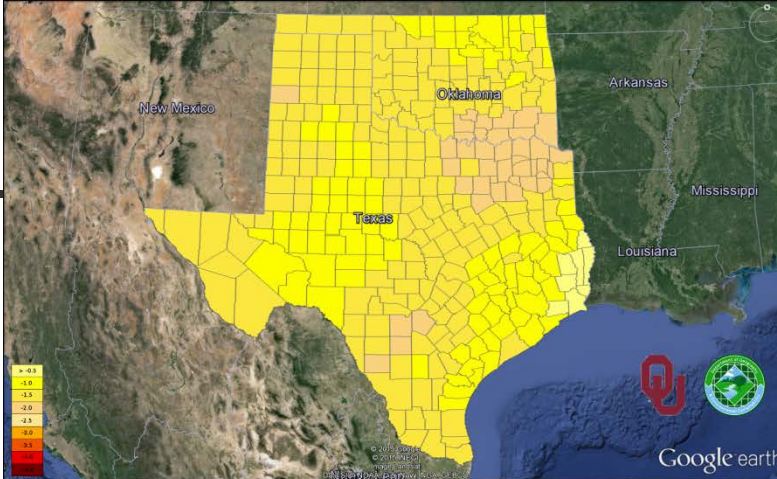 New Mexico
Oklahoma
Arkansas
Mississippi
Texas
Louisiana
> -0.5
-1.0
-1.5
-2.0
-2.5
-3.0
-3.5
OU
Google earth